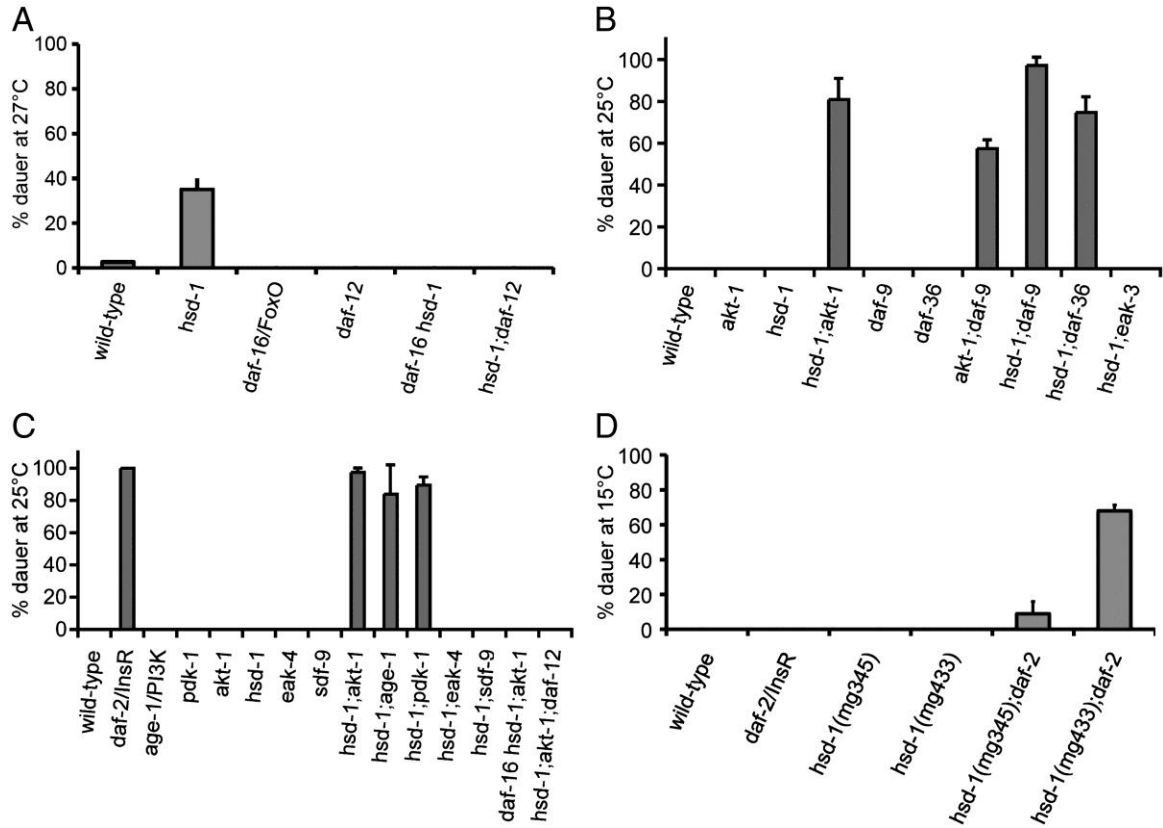 A
% dauer at 27°C
100
80
60
40
20
0
wild-type
hsd-1
daf-16/FoxO
daf-12
daf-16 hsd-1
hsd-1;daf-12
B
% dauer at 25°C
100
80
60
40
20
0
wild-type
akt-1
hsd-1
hsd-1;akt-1
daf-9
daf-36
akt-1;daf-9
hsd-1;daf-9
hsd-1;daf-36
hsd-1;eak-3
C
% dauer at 25°C
100
80
60
40
20
0
wild-type
daf-2/InsR
age-1/PI3K
pdk-1
akt-1
hsd-1
eak-4
sdf-9
hsd-1;akt-1
hsd-1;age-1
hsd-1;pdk-1
hsd-1;eak-4
hsd-1;sdf-9
daf-16 hsd-1;akt-1
hsd-1;akt-1;daf-12
D
% dauer at 15°C
100
80
60
40
20
0
wild-type
daf-2/InsR
hsd-1(mg345)
hsd-1(mg433)
hsd-1(mg345);daf-2
hsd-1(mg433);daf-2